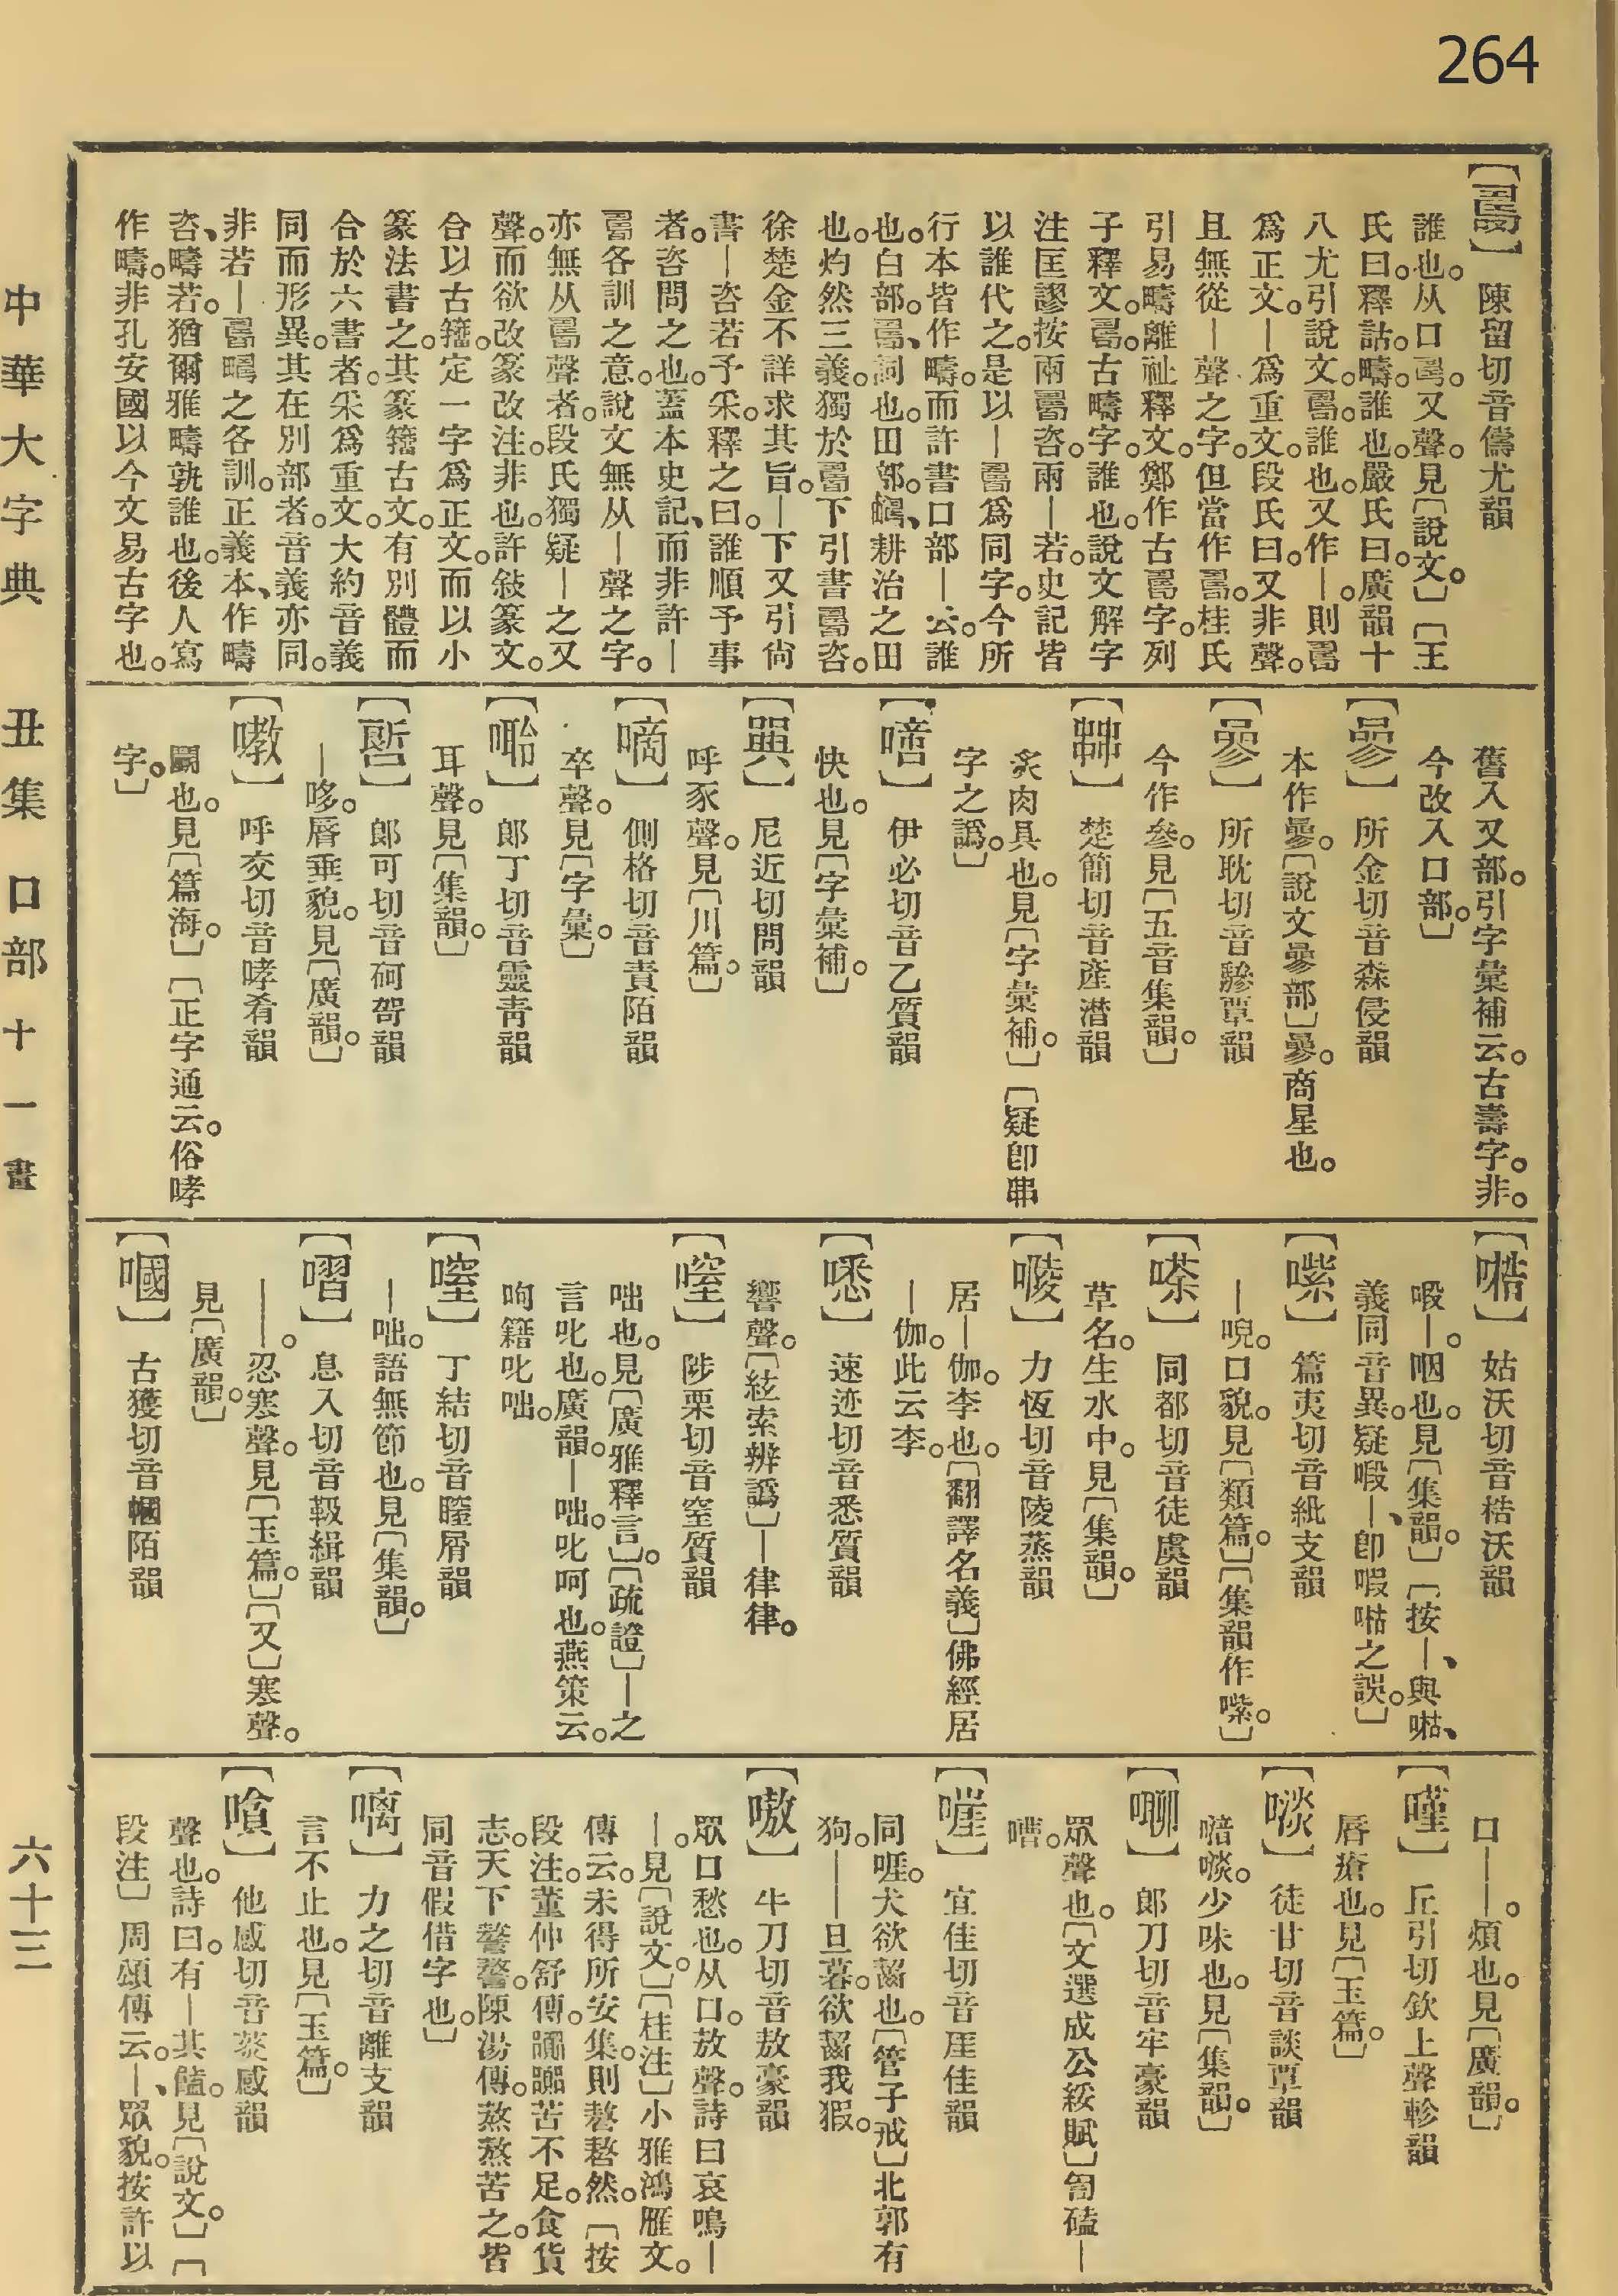 264
陳留切音儔尤韻
誰也。从口𠷎。又聲。見〔說文。〕〔王
氏曰。釋詁。疇。誰也。嚴氏曰。廣韻十
八尤引說文。𠷎。誰也。又作｜。則𠷎
爲正文。｜爲重文。段氏曰。又非聲。
且無從｜聲之字。但當作𠷎。桂氏
引易疇離祉釋文。鄭作古𠷎字。列
子釋文。𠷎。古疇字。誰也。說文解字
注匡謬按兩𠷎咨。兩｜若。史記皆
以誰代之。是以｜𠷎爲同字。今所
行本皆作疇。而許書口部｜云。誰
也。白部。𠷎、詞也。田部。𤲮、耕治之田
也。灼然三義。獨於𠷎下引書𠷎咨。
徐楚金不詳求其旨。｜下又引尙
書｜咨若予釆。釋之曰。誰順予事
者。咨問之也。蓋本史記、而非許｜
𠷎各訓之意。說文無从｜聲之字。
亦無从𠷎聲者。段氏獨疑｜之又
聲。而欲改篆改注。非也。許敍篆文。
合以古籀。定一字爲正文。而以小
篆法書之。其篆籀古文。有別體而
合於六書者。釆爲重文。大約音義
同而形異。其在別部者。音義亦同。
非若｜𠷎𤲮之各訓。正義本、作疇
咨、疇若。猶爾雅疇孰誰也。後人寫
作疇。非孔安國以今文易古字也。
舊入又部。引字彙補云。古壽字。非。
今改入口部。〕
所金切音森侵韻
本作曑。〔說文曑部〕曑。商星也。
所耽切音驂覃韻
今作參。見〔五音集韻。〕
楚簡切音產潸韻
炙肉具也。見〔字彙補。〕〔疑卽丳
字之譌。〕
伊必切音乙質韻
快也。見〔字彙補。〕
尼近切問韻
呼豕聲。見〔川篇。〕
【嘀】側格切音責陌韻
卒聲。見〔字彙。〕
郞丁切音靈靑韻
耳聲。見〔集韻。〕
郞可切音砢哿韻
｜哆。脣垂貌。見〔廣韻。〕
【嘋】呼交切音哮肴韻
鬭也。見〔篇海。〕〔正字通云。俗哮
字。〕
姑沃切音梏沃韻
嘏｜。咽也。見〔集韻。〕〔按｜、與㗕、
義同音異。疑嘏｜、卽嘏㗕之誤。〕
篇夷切音紕支韻
｜唲。口貌。見〔類篇。〕〔集韻作嘴。〕
【嗏】同都切音徒虞韻
草名。生水中。見〔集韻。〕
力恆切音陵蒸韻
居｜伽。李也。〔翻譯名義〕佛經居
｜伽。此云李。
【㗭】速迹切音悉質韻
響聲。〔絃索辨譌〕｜律律。
陟栗切音窒質韻
咄也。見〔廣雅釋言。〕〔疏證〕｜之
言叱也。廣韻。｜咄。叱呵也。燕策云。
呴籍叱咄。
丁結切音窒屑韻
｜咄。語無節也。見〔集韻。〕
【嘈】息入切音靸緝韻
｜｜。忍寒聲。見〔玉篇。〕〔又〕寒聲。
見〔廣韻。〕
【嘓】古獲切音幗陌韻
口｜｜。煩也。見〔廣韻。〕
丘引切欽上聲軫韻
脣瘡也。見〔玉篇。〕
【啖】徒甘切音談覃韻
㗢啖。少味也。見〔集韻。〕
郞刀切音牢豪韻
眾聲也。〔文選成公綏賦〕訇磕｜
嘈。
宜佳切音厓佳韻
同啀。犬欲齧也。〔管子戒〕北郭有
狗。｜｜旦暮。欲齧我猳。
【嗷】牛刀切音敖豪韻
眾口愁也。从口。敖聲。詩曰哀鳴｜
｜。見〔說文。〕〔桂注〕小雅鴻雁文。
傳云。未得所安集。則嗸嗸然。〔按
段注。董仲舒傳。嚻嚻苦不足。食貨
志。天下謷謷。陳湯傳。熬熬苦之。皆
同音假借字也。〕
【嘺】力之切音離支韻
言不止也。見〔玉篇。〕
【嗿】他感切音菼感韻
聲也。詩曰。有｜其饁。見〔說文。〕〔
段注〕周頌傳云。｜、眾貌。按許以
中華大字典 丑集 口部 十一畫 六十三